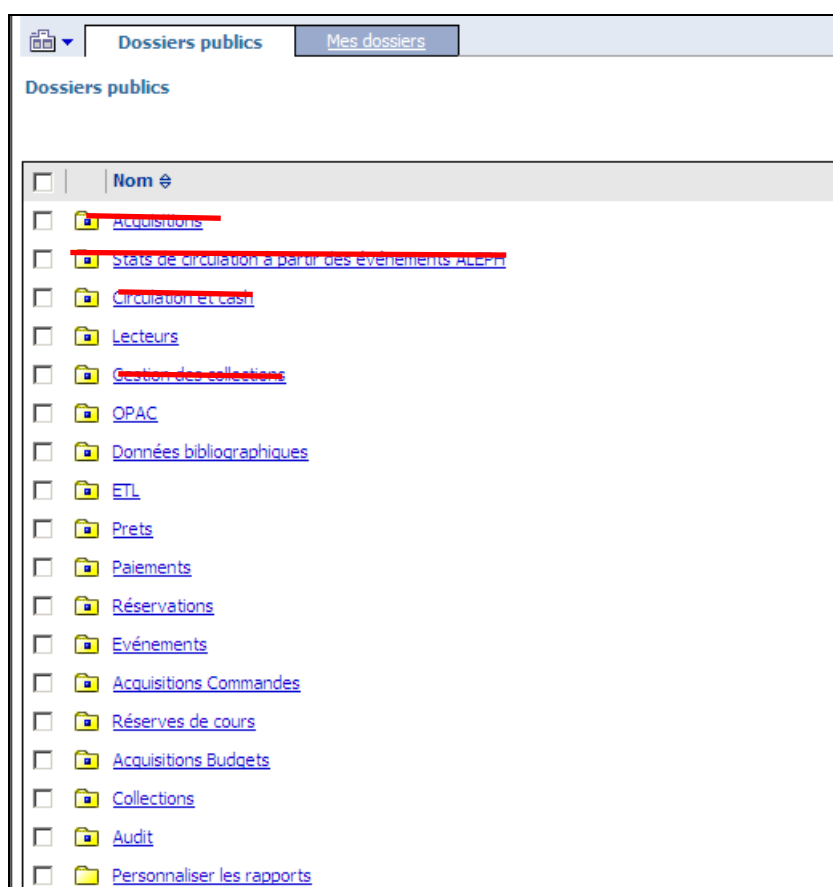 Dossiers publics Mes dossiers
Dossiers publics
Nom
Acquisitions
Stats de circulation à partir des événements ALEPH
Circulation et cash
Lecteurs
Gestion des collections
OPAC
Données bibliographiques
ETL
Prets
Paiements
Réservations
Evénements
Acquisitions Commandes
Réserves de cours
Acquisitions Budgets
Collections
Audit
Personnaliser les rapports